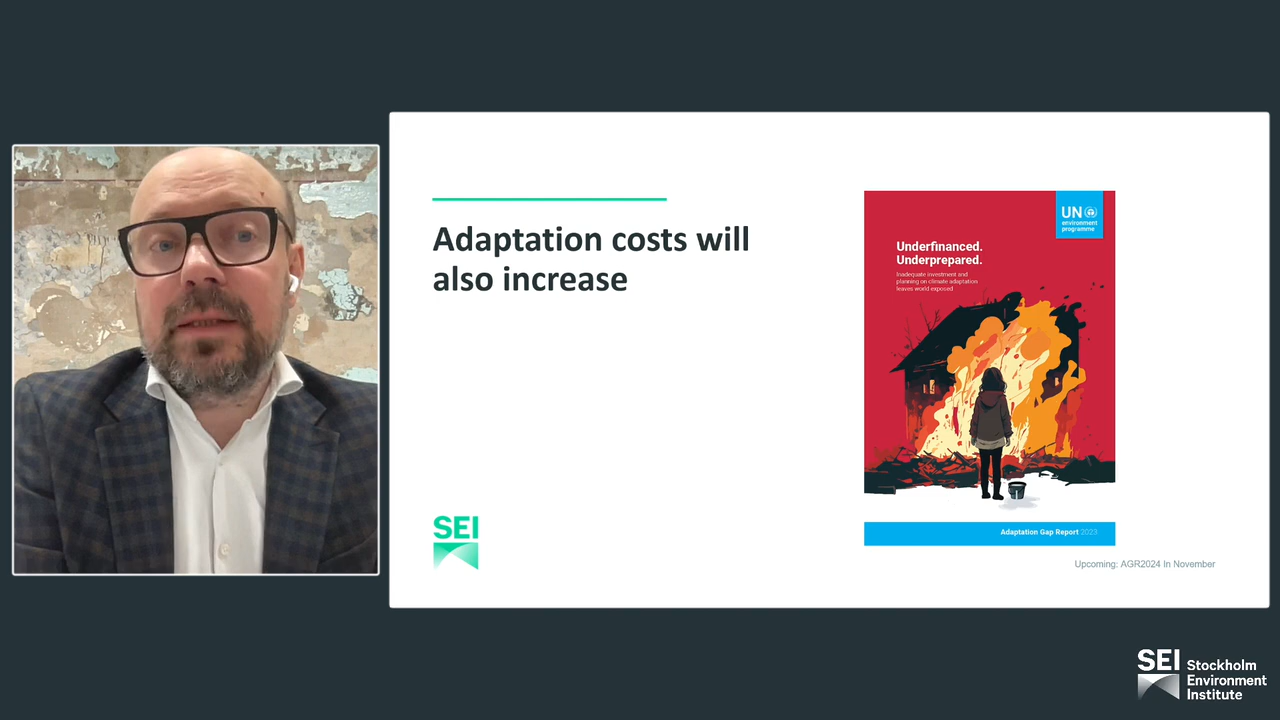 Adaptation costs will
also increase
UN
environment
programme
Underfinanced.
Underprepared.
Inadequate investment and
planning on climate adaptation
leaves world exposed
Adaptation Gap Report 2023
Upcoming: AGR2024 In November
SEI
SEI
Stockholm
Environment
Institute